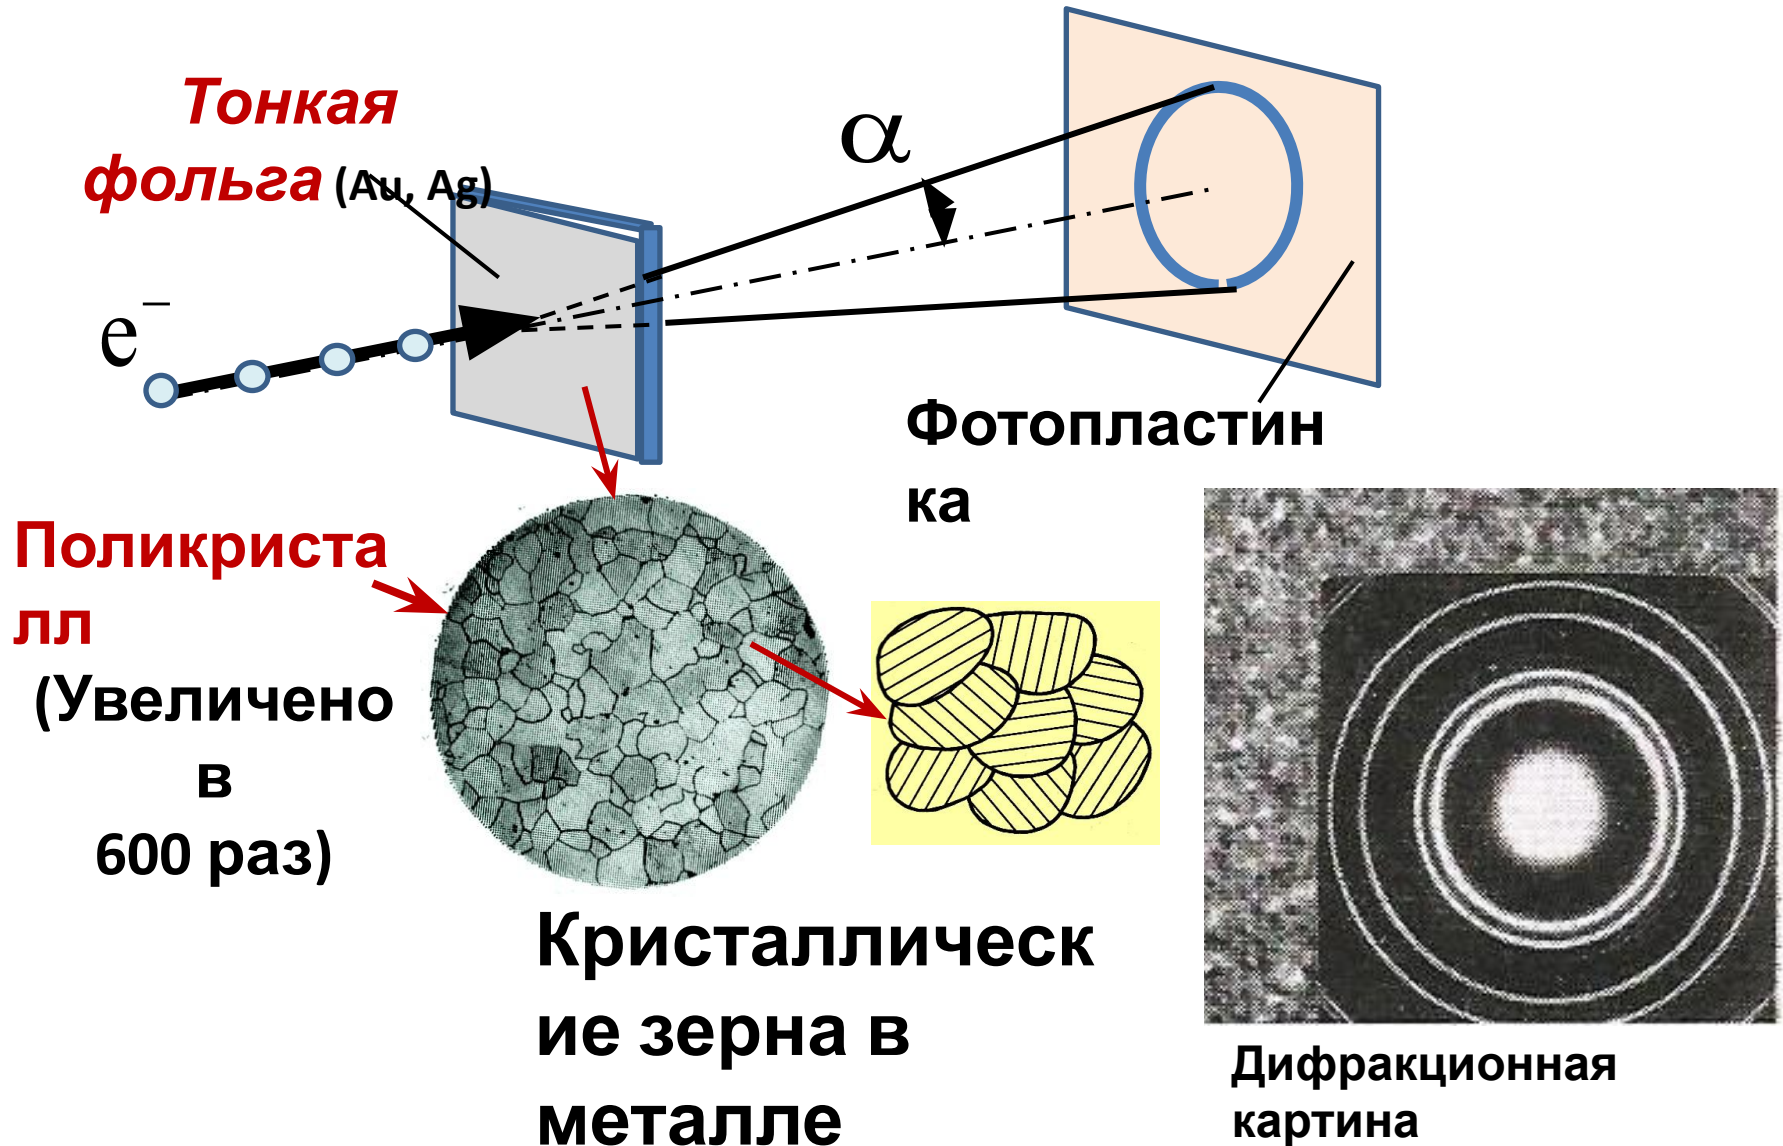 Тонкая
фольга (Au, Ag)
α
e⁻
Фотопластин
ка
Поликриста
лл
(Увеличено
в
600 раз)
Кристаллическ
ие зерна в
металле
Дифракционная
картина